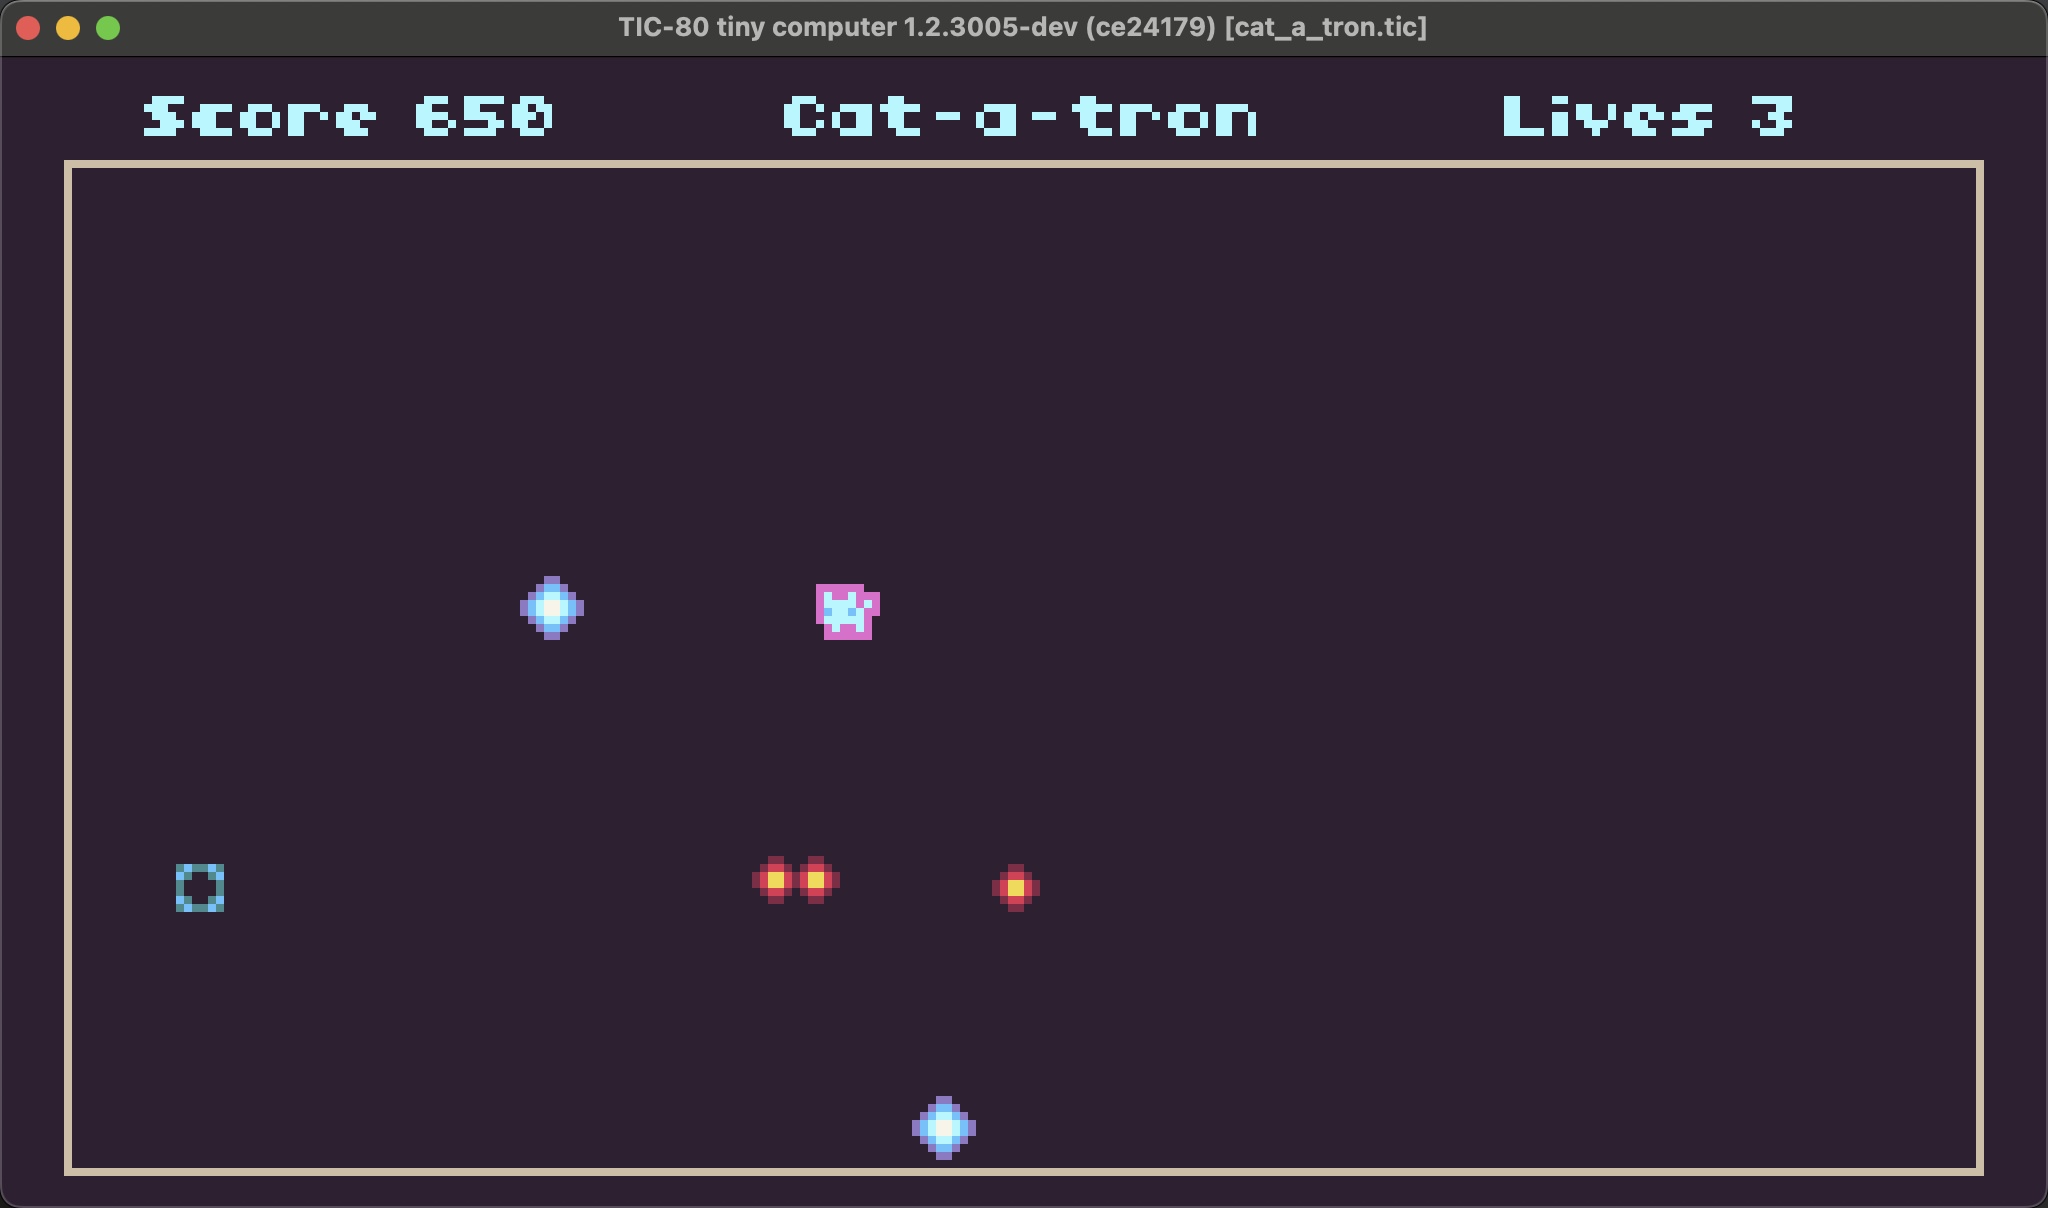 TIC-80 tiny computer 1.2.3005-dev (ce24179) [cat_a_tron.tic]
Score 650 Cat-a-tron Lives 3